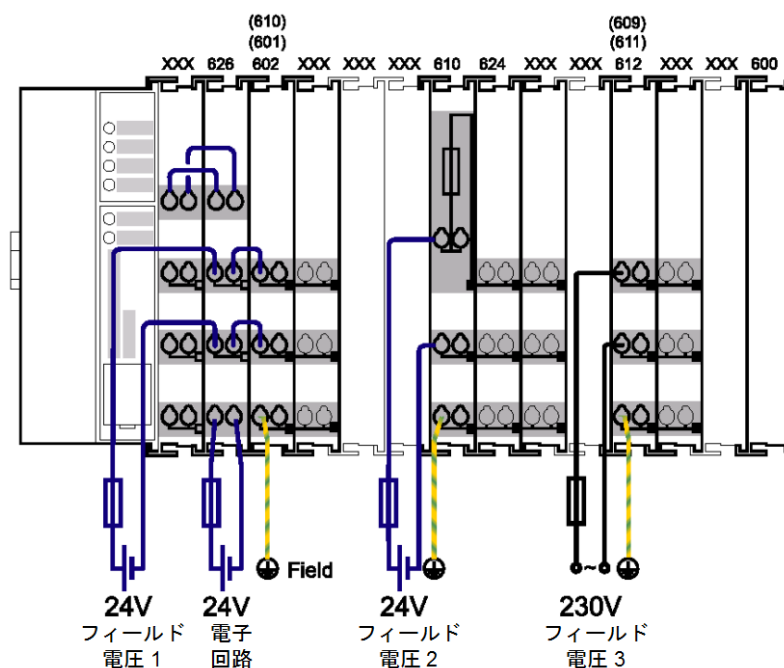 (610)
(601)
(609)
(611)
XXX 626 602 XXX XXX XXX 610 624 XXX XXX 612 XXX XXX 600
Field
24V
フィールド
電圧 1
24V
電子
回路
24V
フィールド
電圧 2
~
230V
フィールド
電圧 3